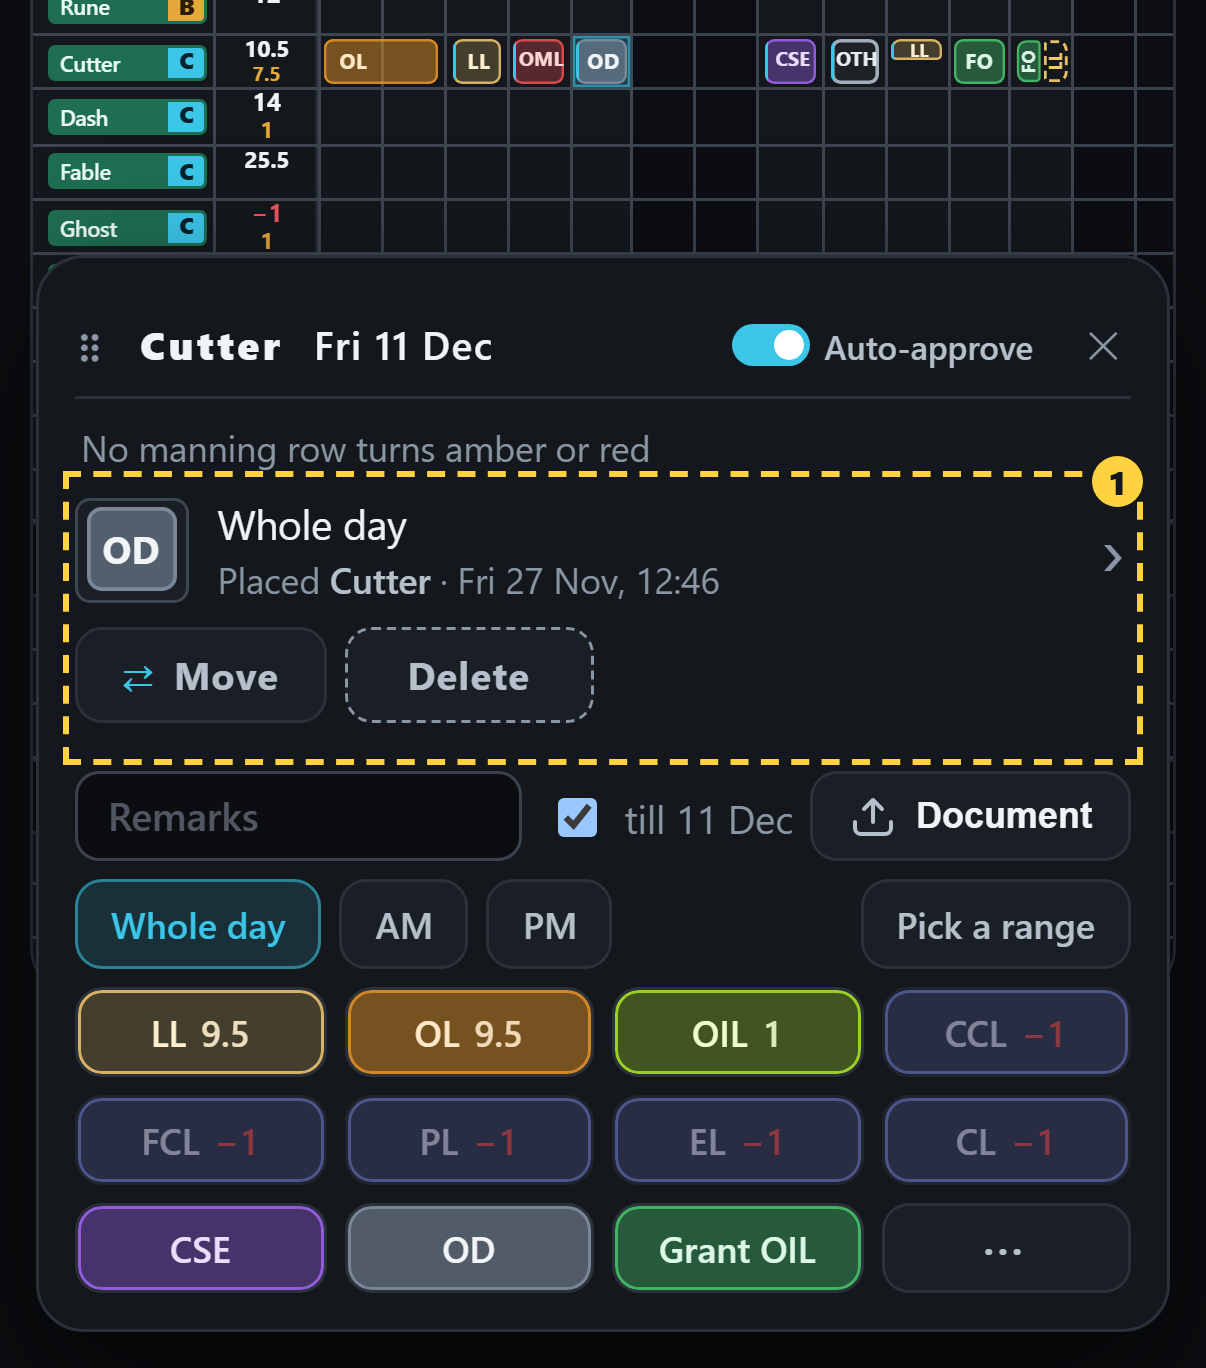 Rune B 12
Cutter C 10.5 OL LL OML OD CSE OTH LL FO FO LL
7.5
Dash C 14
1
Fable C 25.5
Ghost C −1
1
Cutter Fri 11 Dec Auto-approve
No manning row turns amber or red
1
OD Whole day
Placed Cutter · Fri 27 Nov, 12:46
Move Delete
Remarks till 11 Dec Document
Whole day AM PM Pick a range
LL 9.5 OL 9.5 OIL 1 CCL −1
FCL −1 PL −1 EL −1 CL −1
CSE OD Grant OIL ...